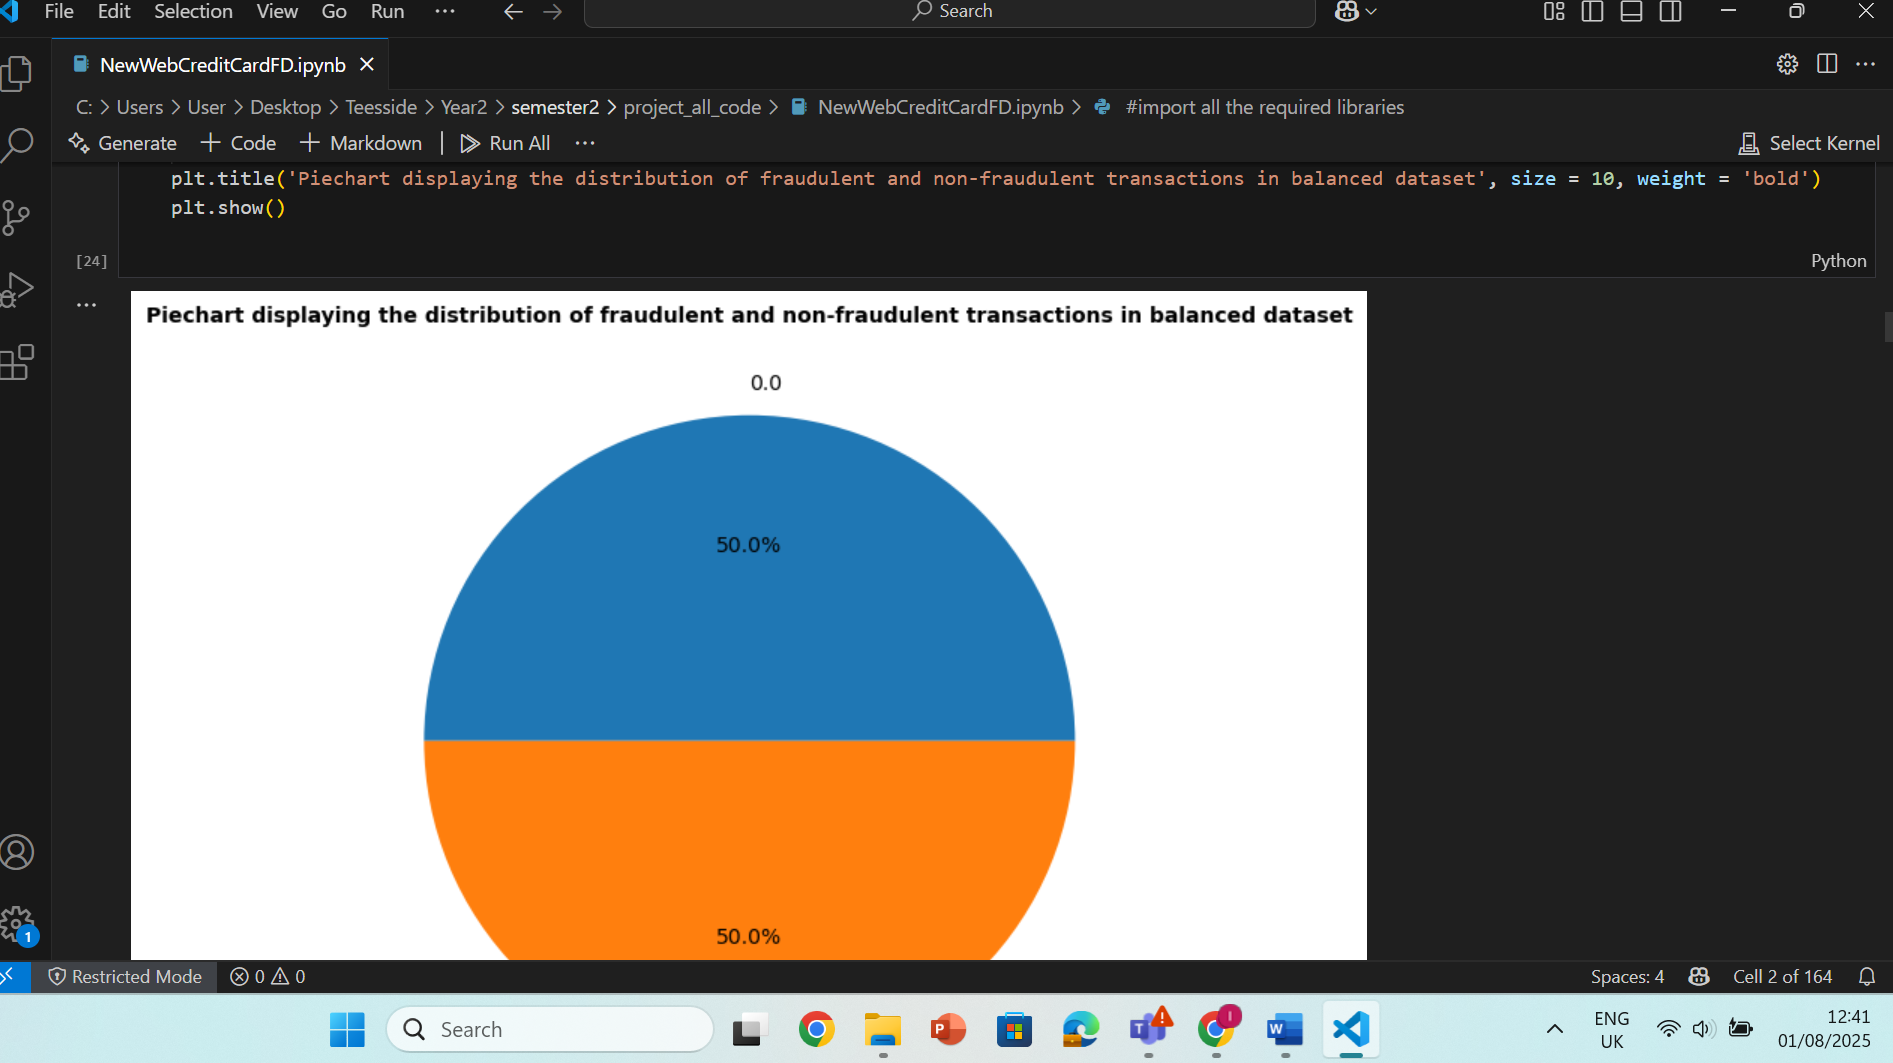 File Edit Selection View Go Run ··· Search
NewWebCreditCardFD.ipynb
C: > Users > User > Desktop > Teesside > Year2 > semester2 > project_all_code > NewWebCreditCardFD.ipynb > #import all the required libraries
Generate + Code + Markdown | Run All ··· Select Kernel
plt.title('Piechart displaying the distribution of fraudulent and non-fraudulent transactions in balanced dataset', size = 10, weight = 'bold')
plt.show()
[24] Python
Piechart displaying the distribution of fraudulent and non-fraudulent transactions in balanced dataset
0.0
50.0%
50.0%
1
Restricted Mode 0 0 Spaces: 4 Cell 2 of 164
Search
P T ! I W
ENG
UK
12:41
01/08/2025